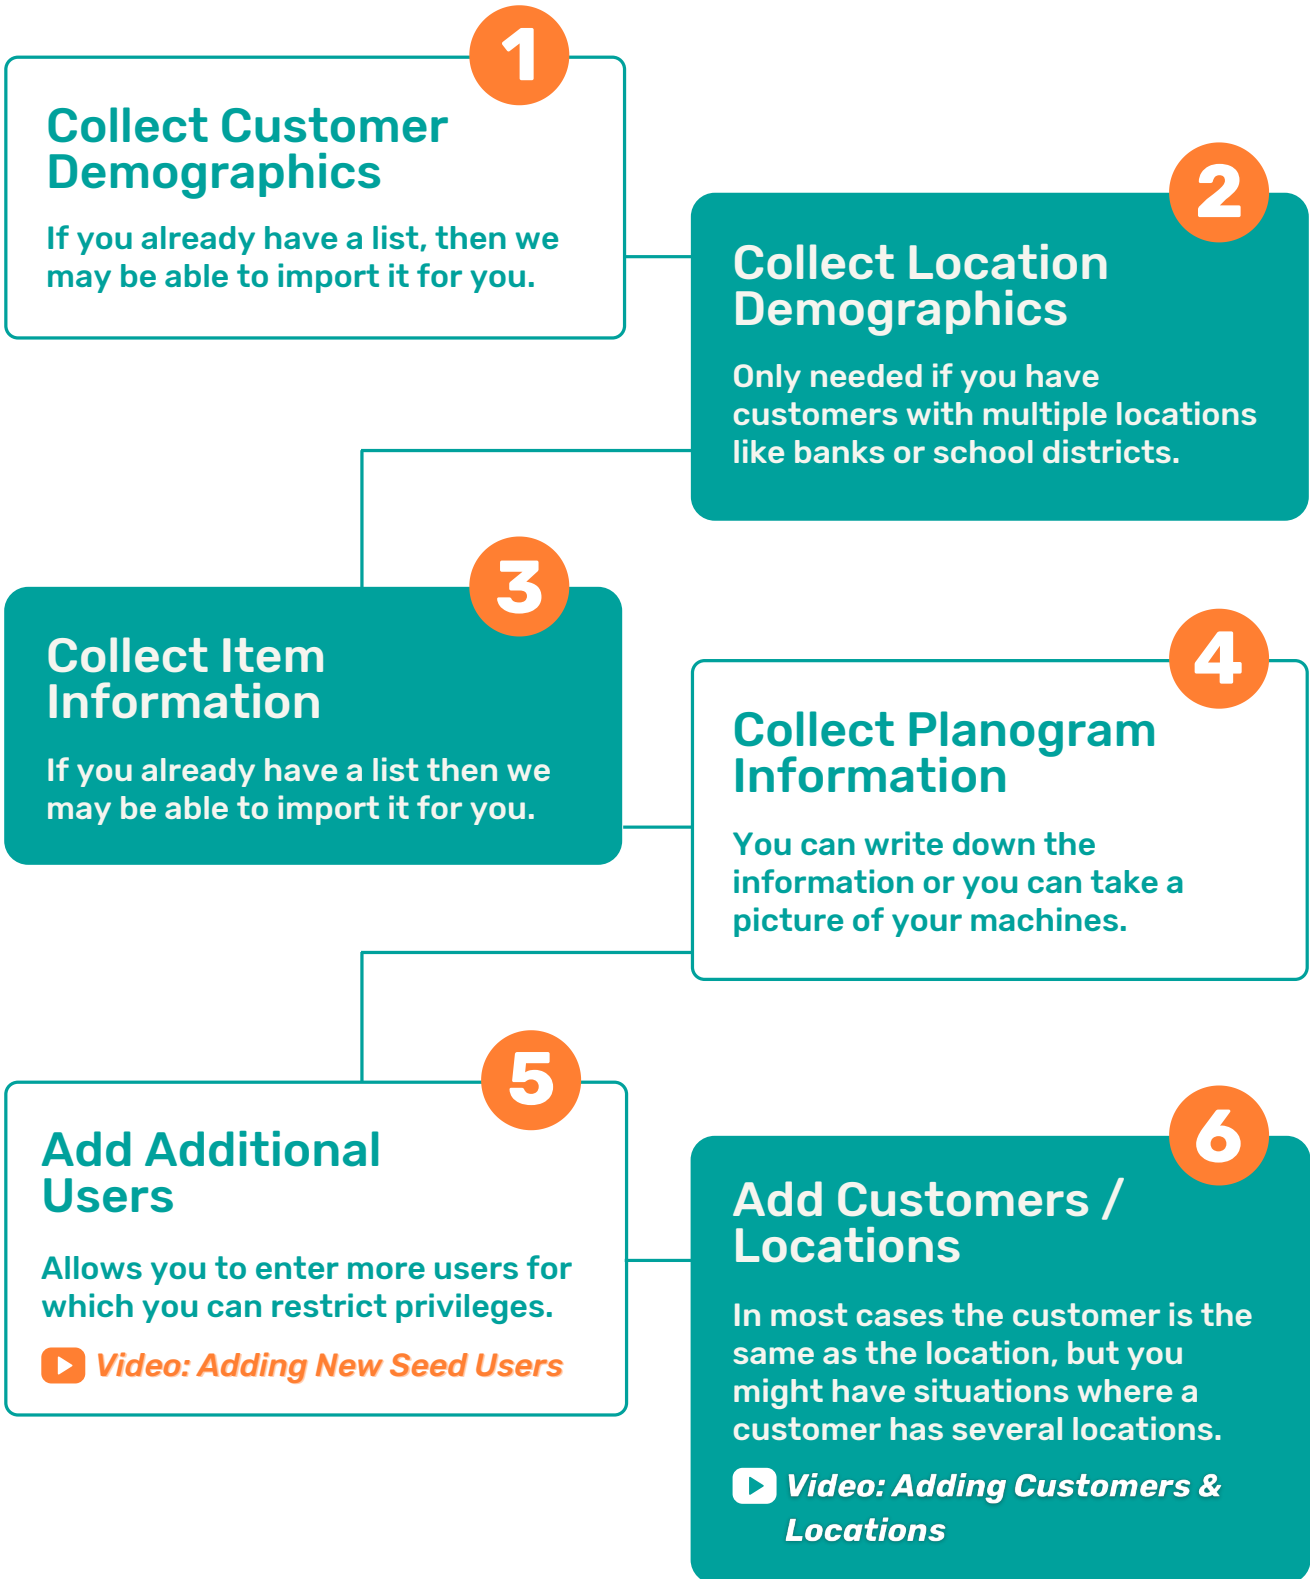 1
Collect Customer
Demographics
If you already have a list, then we
may be able to import it for you.
2
Collect Location
Demographics
Only needed if you have
customers with multiple locations
like banks or school districts.
3
Collect Item
Information
If you already have a list then we
may be able to import it for you.
4
Collect Planogram
Information
You can write down the
information or you can take a
picture of your machines.
5
Add Additional
Users
Allows you to enter more users for
which you can restrict privileges.
Video: Adding New Seed Users
6
Add Customers /
Locations
In most cases the customer is the
same as the location, but you
might have situations where a
customer has several locations.
Video: Adding Customers &
Locations